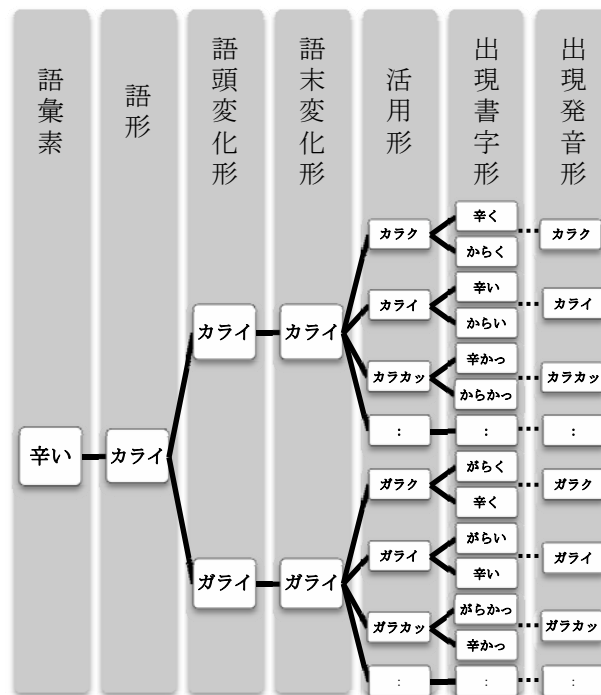 語彙素
語形
語頭変化形
語末変化形
活用形
出現書字形
出現発音形
辛い
カライ
カライ
カライ
カラク
辛く
からく
カラク
カライ
辛い
からい
カライ
カラカッ
辛かっ
からかっ
カラカッ
:
:
:
ガライ
ガライ
ガラク
がらく
辛く
ガラク
ガライ
がらい
辛い
ガライ
ガラカッ
がらかっ
辛かっ
ガラカッ
:
:
: